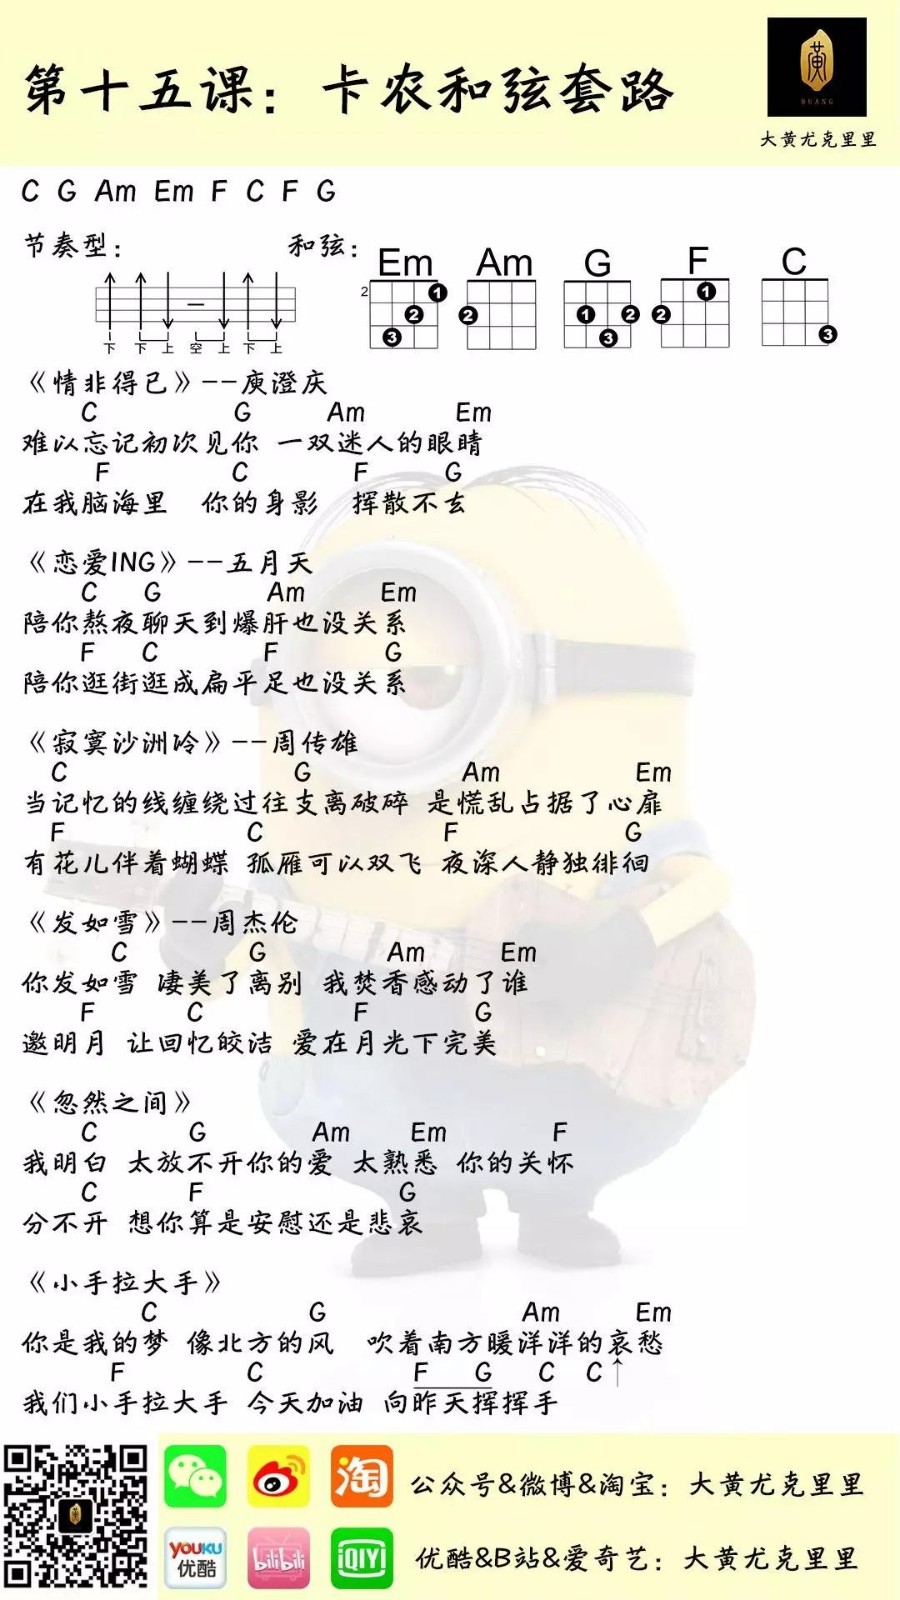 第十五课：卡农和弦套路
黄
HUANG
大黄尤克里里
C G Am Em F C F G
节奏型：
和弦：
Em Am G F C
2
1 2 3
2
1 2 3
1 2
3
下 下 上 空 上 下 上
《情非得已》--庾澄庆
C G Am Em
难以忘记初次见你 一双迷人的眼睛
F C F G
在我脑海里 你的身影 挥散不去
《恋爱ING》--五月天
C G Am Em
陪你熬夜聊天到爆肝也没关系
F C F G
陪你逛街逛成扁平足也没关系
《寂寞沙洲冷》--周传雄
C G Am Em
当记忆的线缠绕过往支离破碎 是慌乱占据了心扉
F C F G
有花儿伴着蝴蝶 孤雁可以双飞 夜深人静独徘徊
《发如雪》--周杰伦
C G Am Em
你发如雪 凄美了离别 我焚香感动了谁
F C F G
邀明月 让回忆皎洁 爱在月光下完美
《忽然之间》
C G Am Em F
我明白 太放不开你的爱 太熟悉 你的关怀
C F G
分不开 想你算是安慰还是悲哀
《小手拉大手》
C G Am Em
你是我的梦 像北方的风 吹着南方暖洋洋的哀愁
F C F G C C↑
我们小手拉大手 今天加油 向昨天挥挥手
淘
公众号&微博&淘宝：大黄尤克里里
YOUKU
优酷
bilibili
iQIYI
优酷&B站&爱奇艺：大黄尤克里里